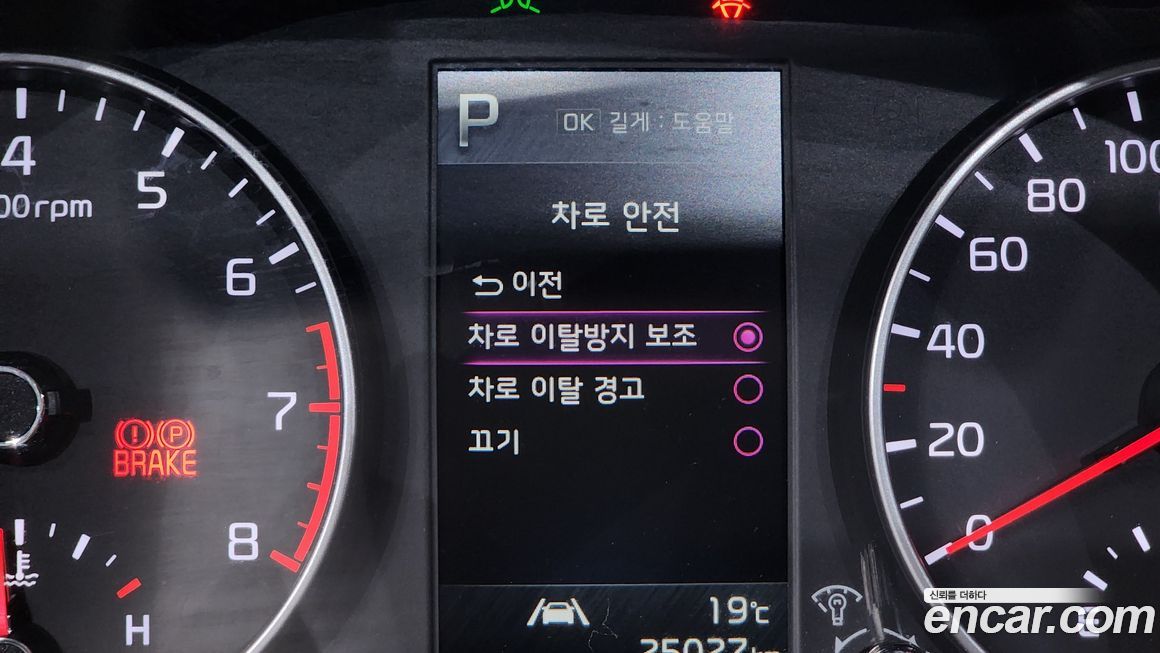 P
OK 길게 : 도움말
차로 안전
이전
차로 이탈방지 보조
차로 이탈 경고
끄기
19℃
25027 km
4
5
6
7
8
00rpm
(!) (P)
BRAKE
H
100
80
60
40
20
0
신뢰를 더하다
encar.com